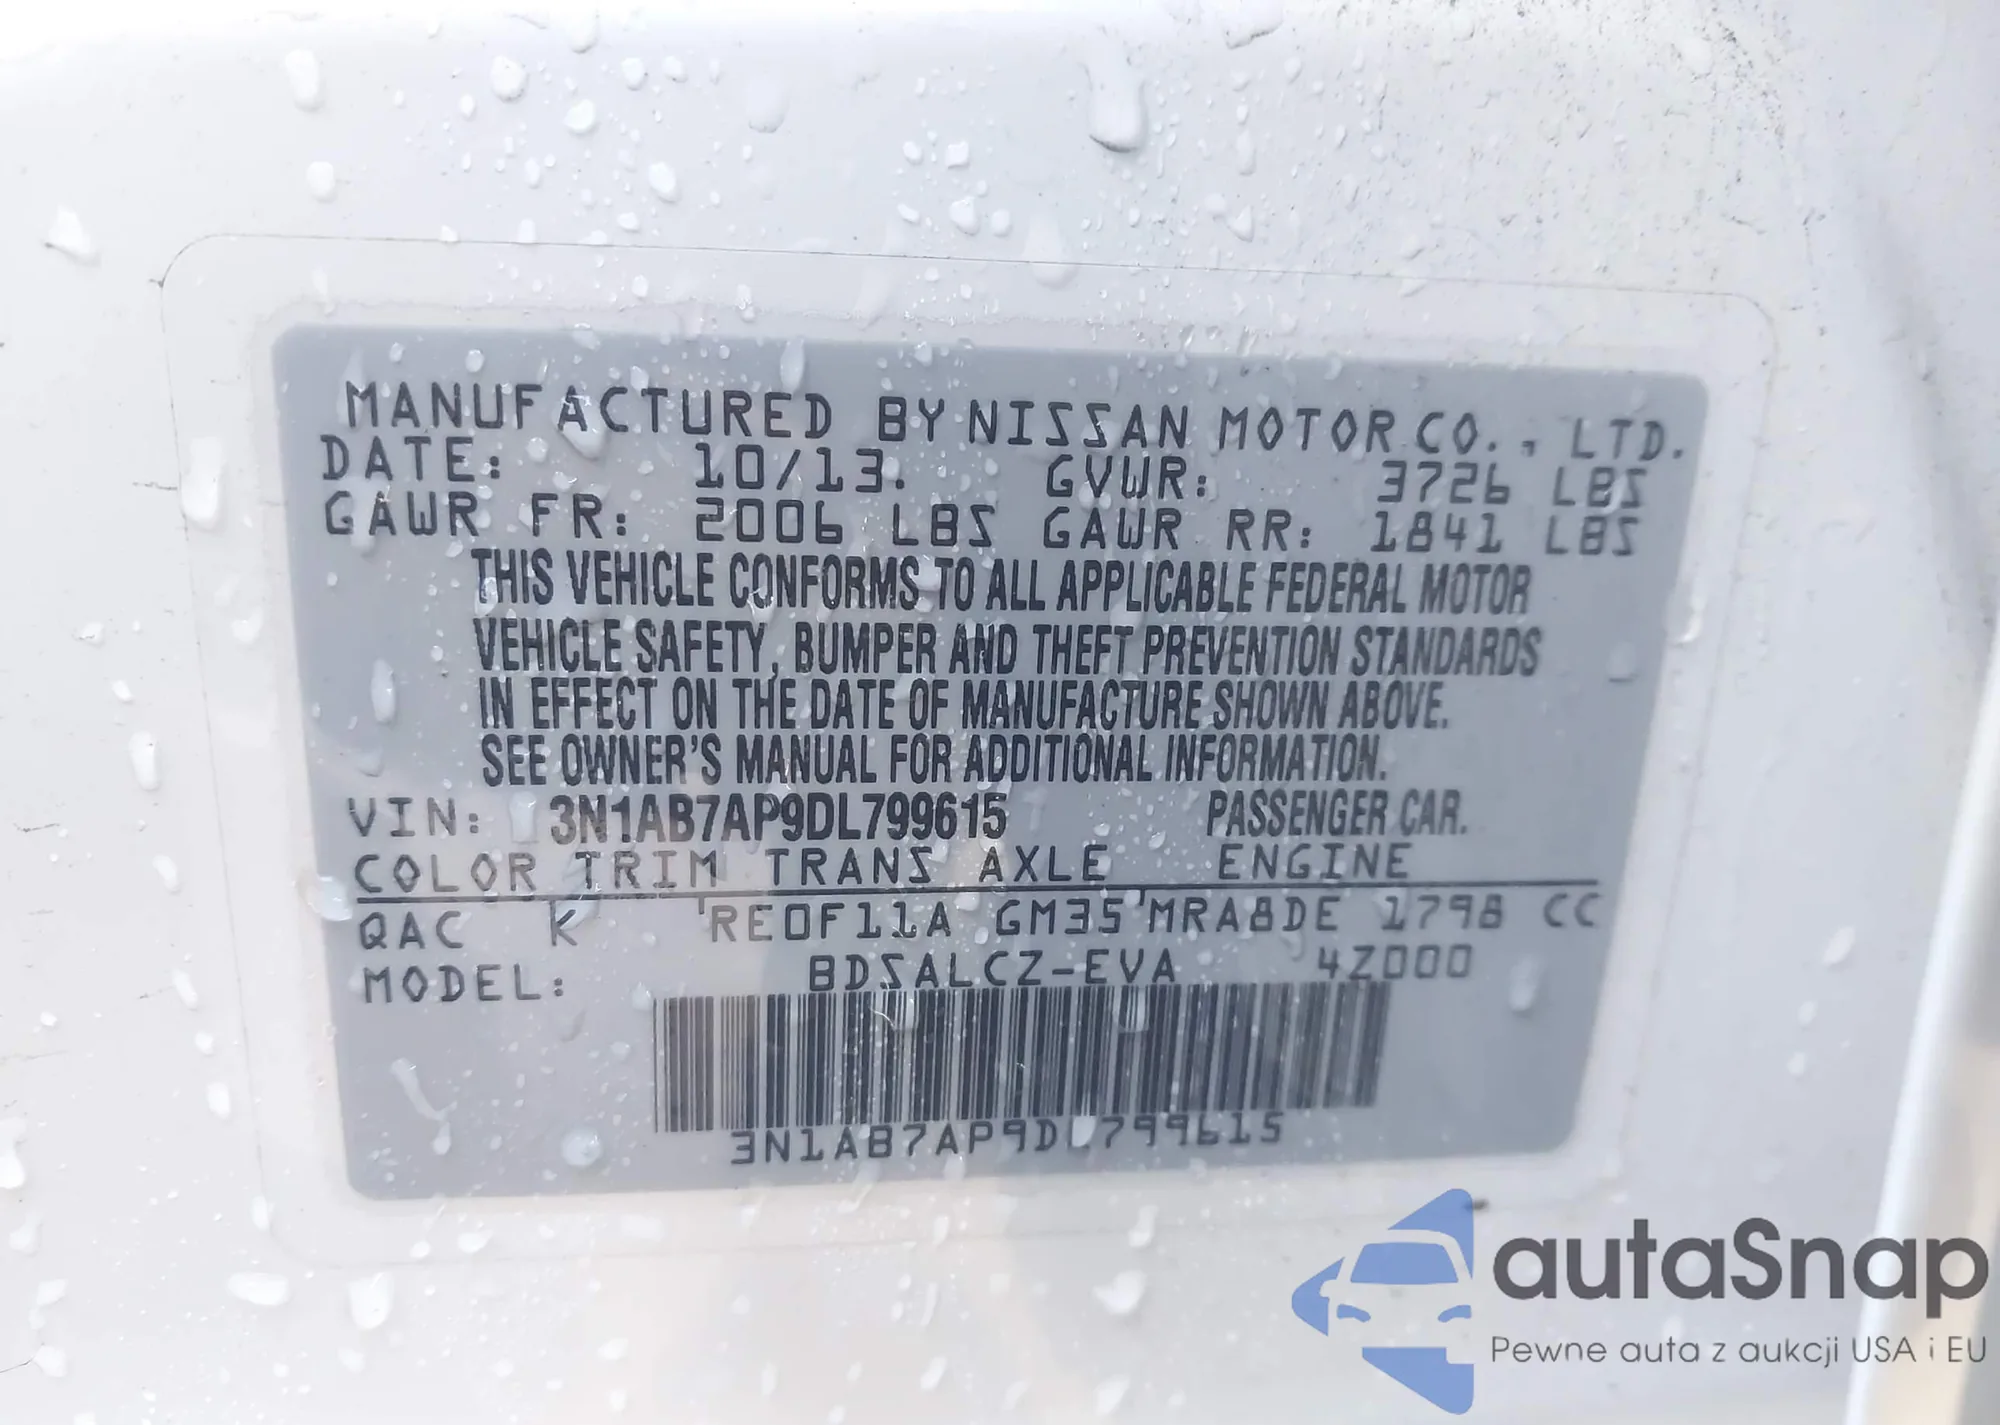 MANUFACTURED BY NISSAN MOTOR CO., LTD.
DATE: 10/13. GVWR: 3726 LBS
GAWR FR: 2006 LBS GAWR RR: 1841 LBS
THIS VEHICLE CONFORMS TO ALL APPLICABLE FEDERAL MOTOR
VEHICLE SAFETY, BUMPER AND THEFT PREVENTION STANDARDS
IN EFFECT ON THE DATE OF MANUFACTURE SHOWN ABOVE.
SEE OWNER'S MANUAL FOR ADDITIONAL INFORMATION.
VIN: 3N1AB7AP9DL799615 PASSENGER CAR.
COLOR TRIM TRANS AXLE ENGINE
QAC K RE0F11A GM35 MRA8DE 1798 CC
MODEL: BDSALCZ-EVA 4Z000
3N1AB7AP9DL799615
autaSnap
Pewne auta z aukcji USA i EU